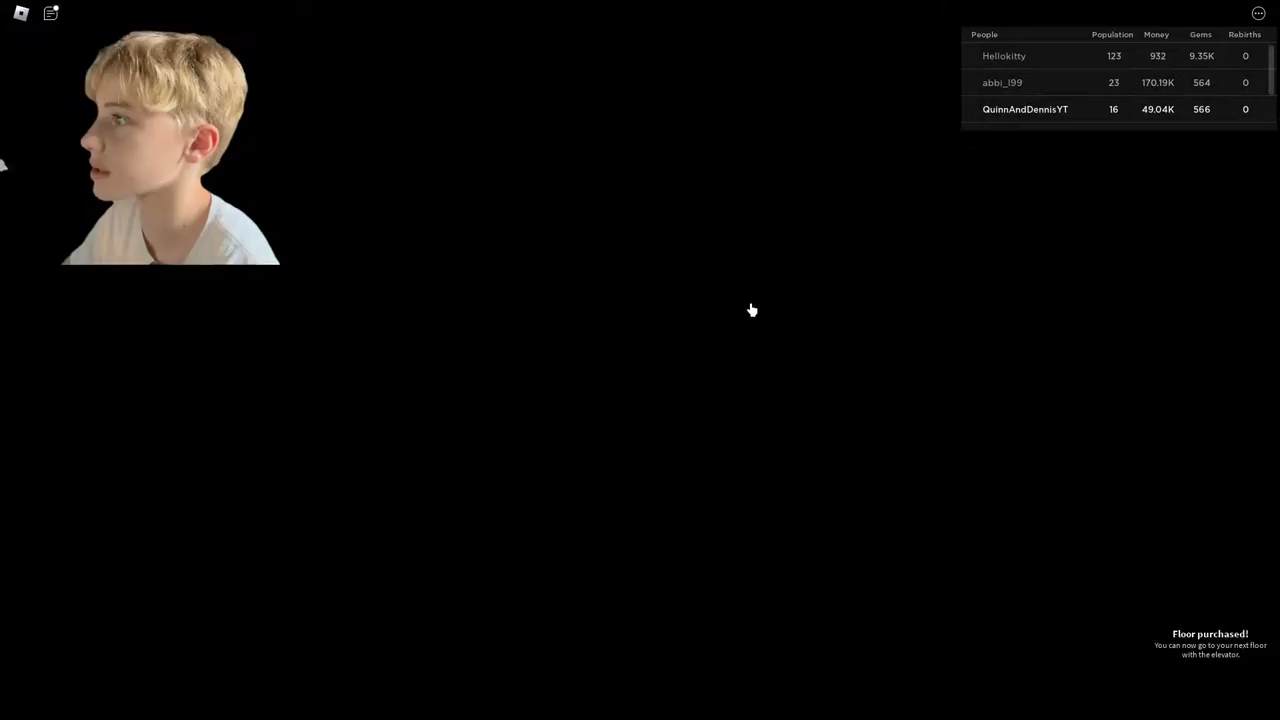 People Population Money Gems Rebirths
Hellokitty 123 932 9.35K 0
abbi_l99 23 170.19K 564 0
QuinnAndDennisYT 16 49.04K 566 0
Floor purchased!
You can now go to your next floor
with the elevator.